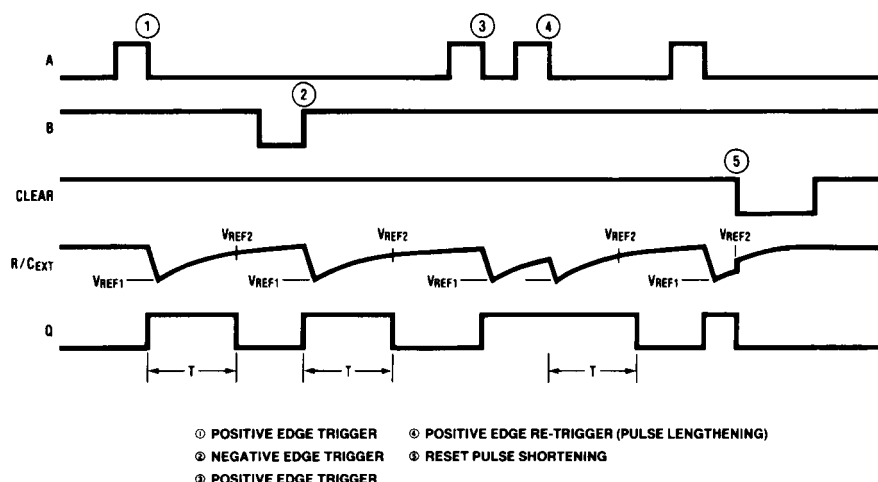 ① ③ ④
A
②
B
⑤
CLEAR
VREF2 VREF2 VREF2 VREF2
R/CEXT
VREF1 VREF1 VREF1 VREF1
Q
T T T
① POSITIVE EDGE TRIGGER ④ POSITIVE EDGE RE-TRIGGER (PULSE LENGTHENING)
② NEGATIVE EDGE TRIGGER ⑤ RESET PULSE SHORTENING
③ POSITIVE EDGE TRIGGER